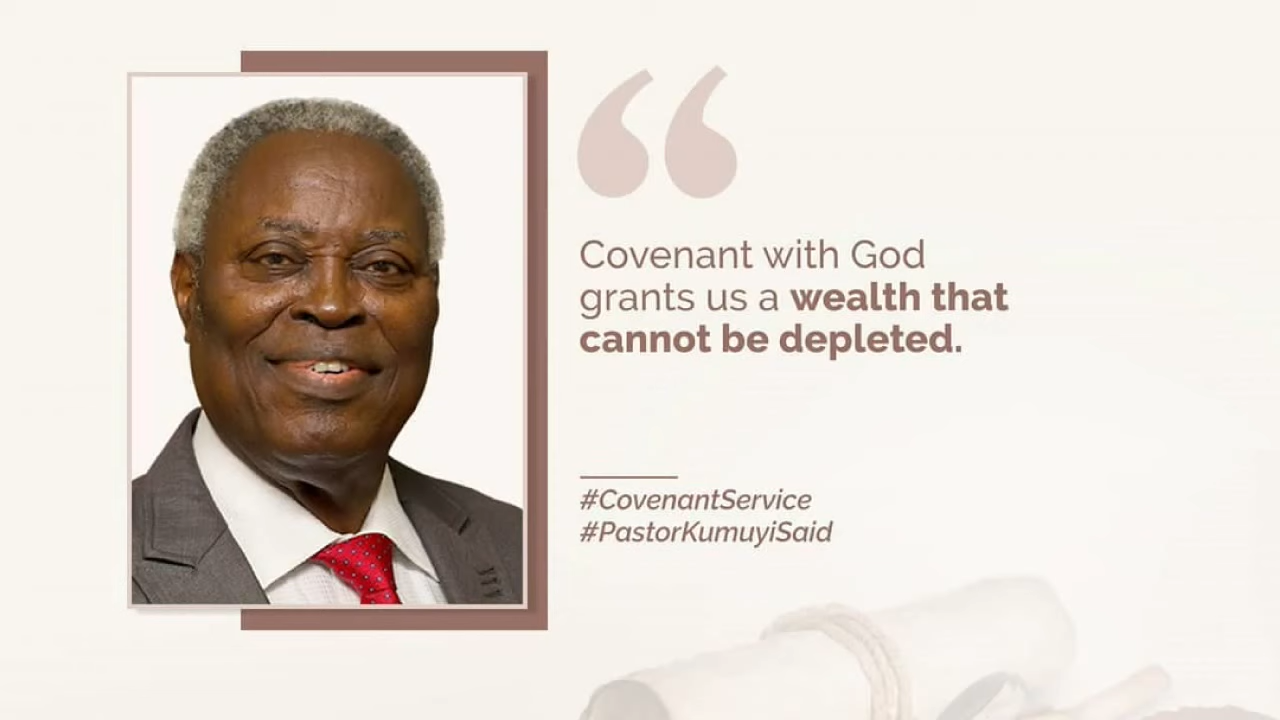 Covenant with God
grants us a wealth that
cannot be depleted.
#CovenantService
#PastorKumuyiSaid